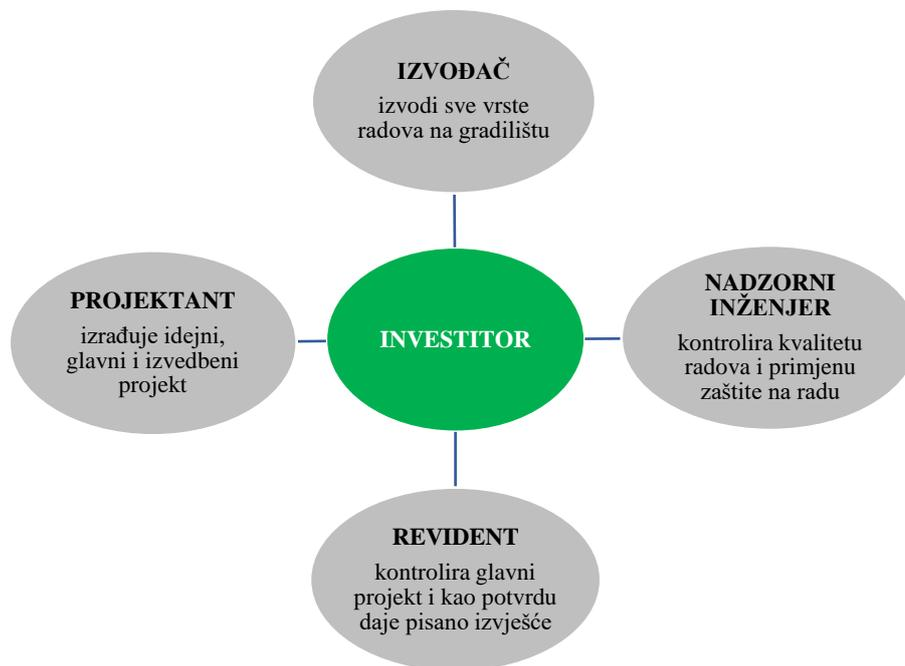 IZVOĐAČ
izvodi sve vrste
radova na gradilištu
PROJEKTANT
izrađuje idejni,
glavni i izvedbeni
projekt
INVESTITOR
NADZORNI
INŽENJER
kontrolira kvalitetu
radova i primjenu
zaštite na radu
REVIDENT
kontrolira glavni
projekt i kao potvrdu
daje pisano izvješće